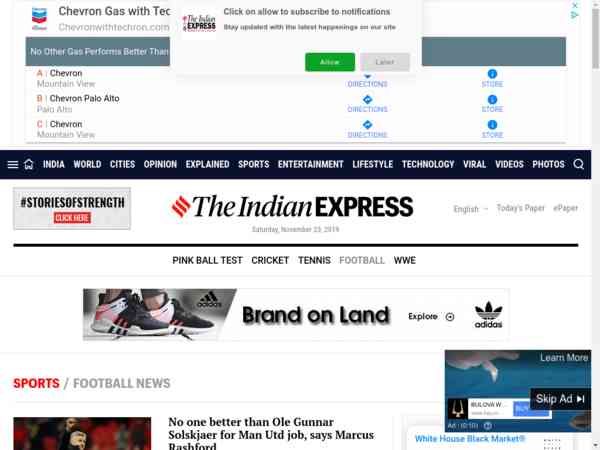 Chevron Gas with Tec
Chevronwithtechron.com
No Other Gas Performs Better Than
Click on allow to subscribe to notifications
Stay updated with the latest happenings on our site
The Indian EXPRESS
Allow
Later
A | Chevron
Mountain View
DIRECTIONS
STORE
B | Chevron Palo Alto
Palo Alto
DIRECTIONS
STORE
C | Chevron
Mountain View
DIRECTIONS
STORE
INDIA WORLD CITIES OPINION EXPLAINED SPORTS ENTERTAINMENT LIFESTYLE TECHNOLOGY VIRAL VIDEOS PHOTOS
#STORIESOFSTRENGTH
CLICK HERE
The Indian EXPRESS
Saturday, November 23, 2019
English
Today's Paper
ePaper
PINK BALL TEST CRICKET TENNIS FOOTBALL WWE
adidas
Brand on Land
Explore
adidas
Learn More
Skip Ad
BULOVA W...
Ad : (0:10)
SPORTS / FOOTBALL NEWS
No one better than Ole Gunnar
Solskjaer for Man Utd job, says Marcus
Rashford
White House Black Market®